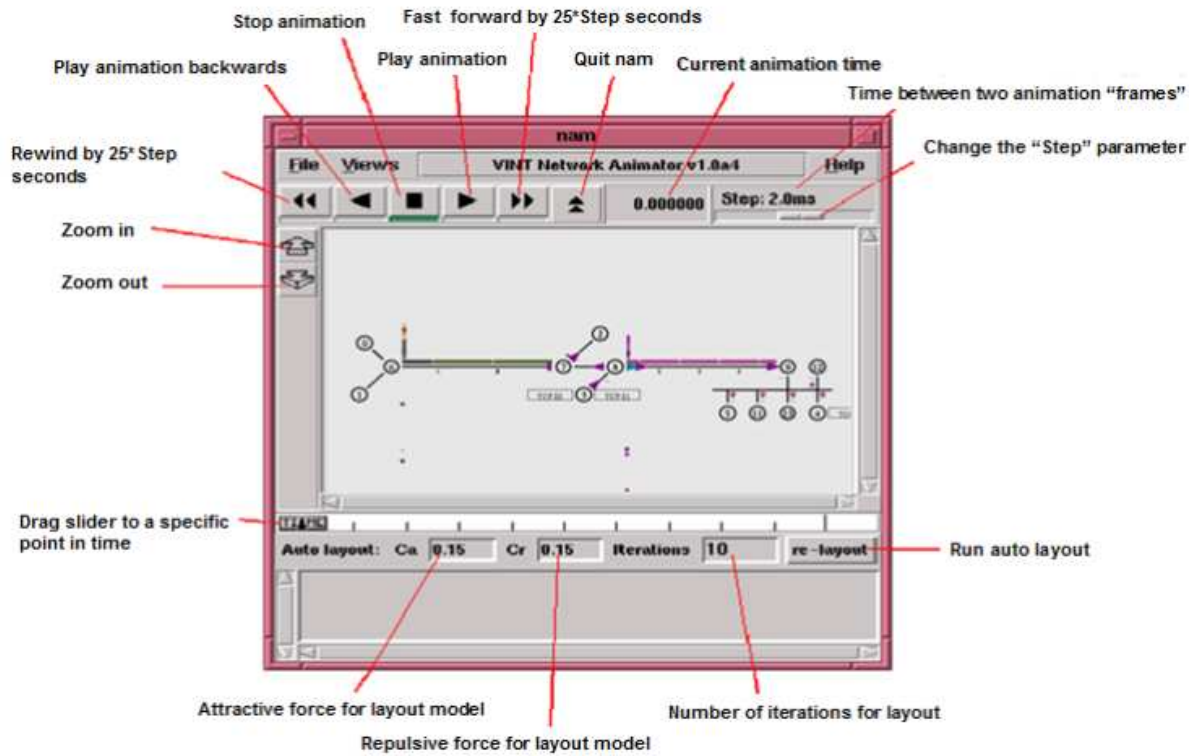 Stop animation
Fast forward by 25*Step seconds
Play animation backwards
Play animation
Quit nam
Current animation time
Time between two animation “frames”
Rewind by 25* Step
seconds
Change the “Step” parameter
nam
File Views VINT Network Animator v1.0a4 Help
0.000000 Step: 2.0ms
Zoom in
Zoom out
Drag slider to a specific
point in time
TIME
Auto layout: Ca 0.15 Cr 0.15 Iterations 10 re-layout
Run auto layout
Attractive force for layout model
Number of iterations for layout
Repulsive force for layout model